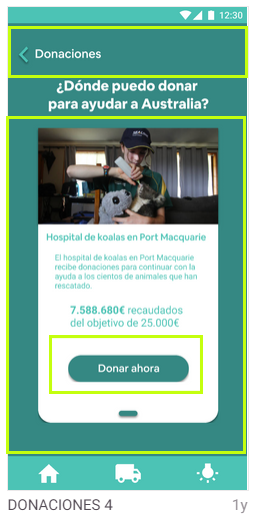 12:30
Donaciones
¿Dónde puedo donar
para ayudar a Australia?
Hospital de koalas en Port Macquarie
El hospital de koalas en Port Macquarie
recibe donaciones para continuar con la
ayuda a los cientos de animales que han
rescatado.
7.588.680€ recaudados
del objetivo de 25.000€
Donar ahora
DONACIONES 4
1y